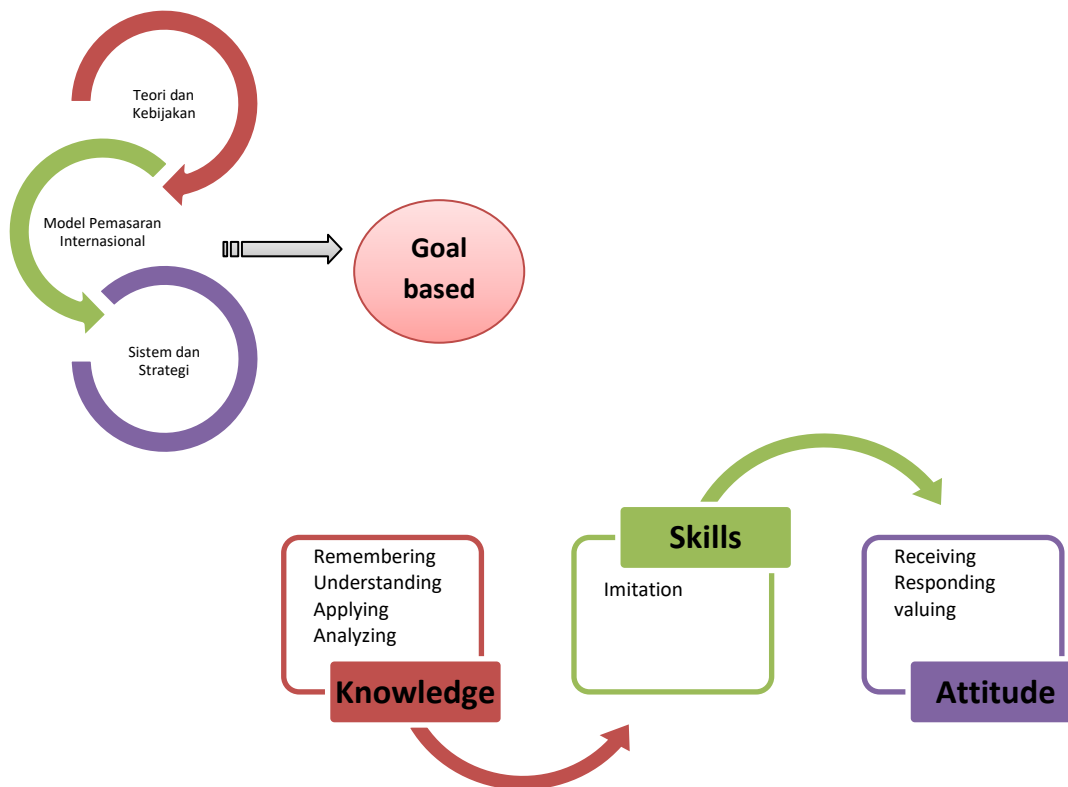 Teori dan
Kebijakan
Model Pemasaran
Internasional
Sistem dan
Strategi
Goal
based
Remembering
Understanding
Applying
Analyzing
Knowledge
Skills
Imitation
Receiving
Responding
valuing
Attitude